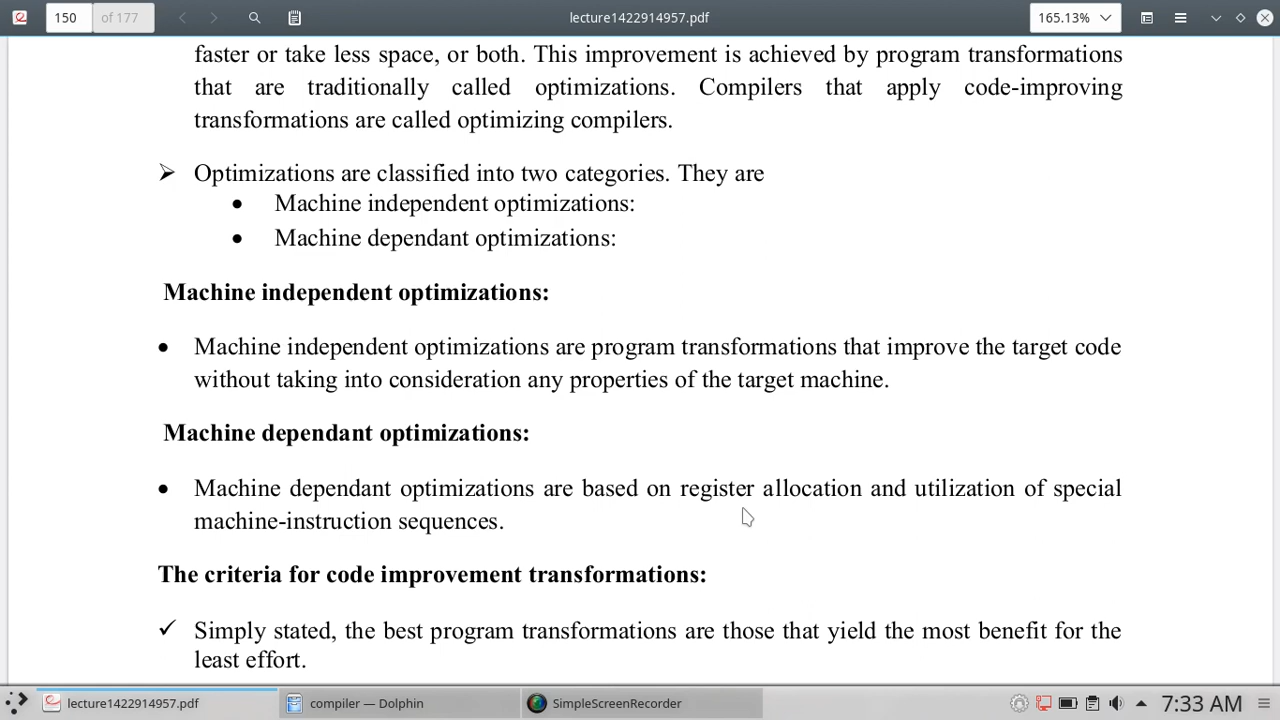 150
of 177
lecture1422914957.pdf
165.13%
faster or take less space, or both. This improvement is achieved by program transformations
that are traditionally called optimizations. Compilers that apply code-improving
transformations are called optimizing compilers.
➢ Optimizations are classified into two categories. They are
• Machine independent optimizations:
• Machine dependant optimizations:
Machine independent optimizations:
• Machine independent optimizations are program transformations that improve the target code
without taking into consideration any properties of the target machine.
Machine dependant optimizations:
• Machine dependant optimizations are based on register allocation and utilization of special
machine-instruction sequences.
The criteria for code improvement transformations:
✓ Simply stated, the best program transformations are those that yield the most benefit for the
least effort.
lecture1422914957.pdf
compiler — Dolphin
SimpleScreenRecorder
7:33 AM